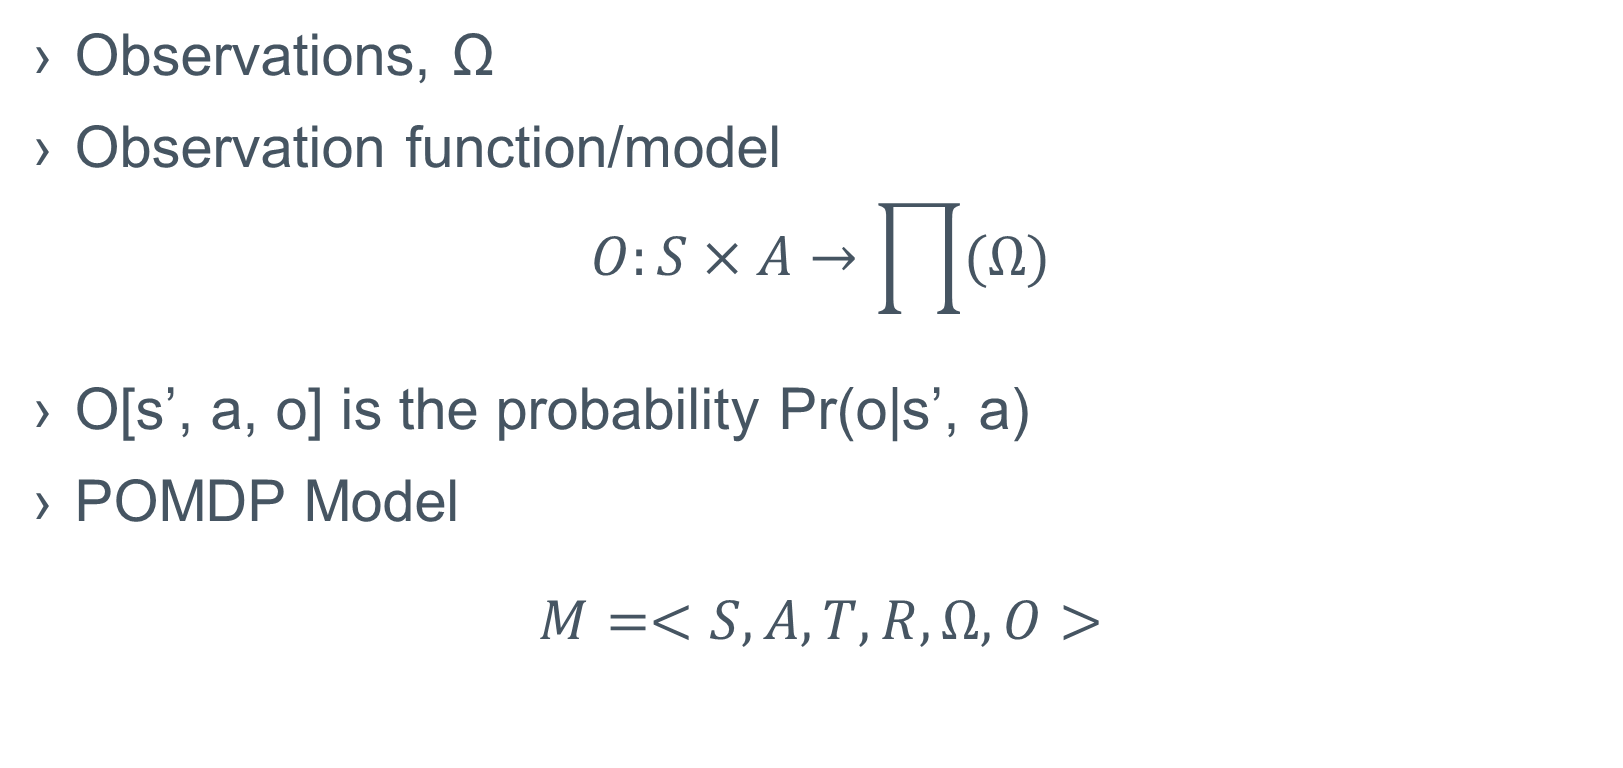 › Observations, Ω
› Observation function/model
O: S × A → ∏(Ω)
› O[s’, a, o] is the probability Pr(o|s’, a)
› POMDP Model
M =< S, A, T, R, Ω, O >